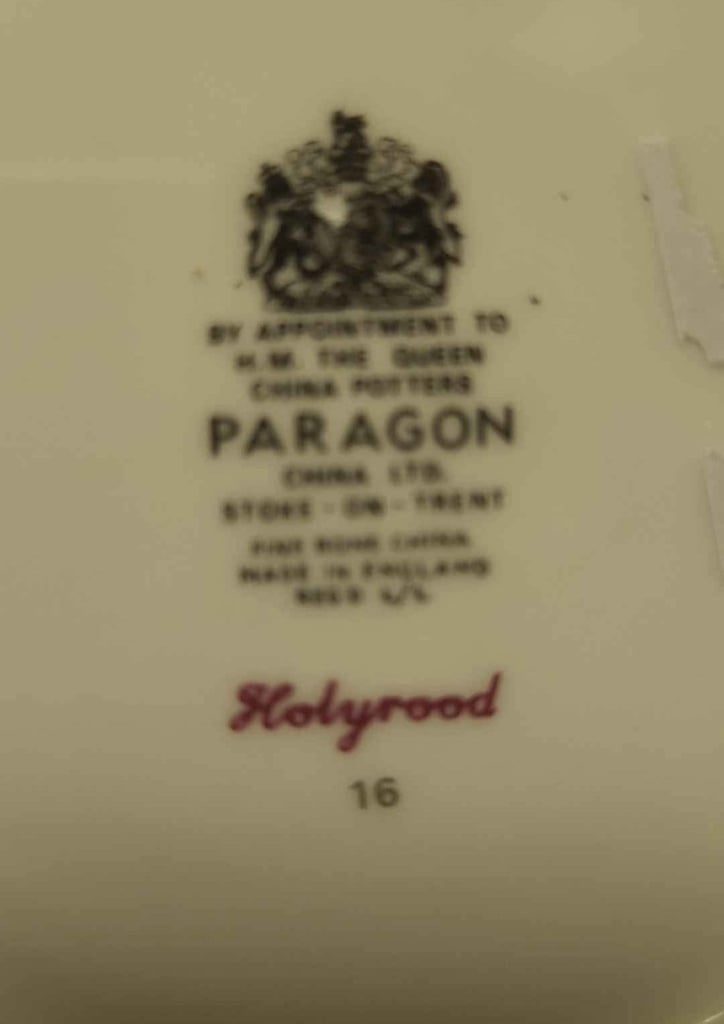 BY APPOINTMENT TO
H.M. THE QUEEN
CHINA POTTERS
PARAGON
CHINA LTD.
STOKE-ON-TRENT
FINE BONE CHINA
MADE IN ENGLAND
REG'D
Holyrood
16